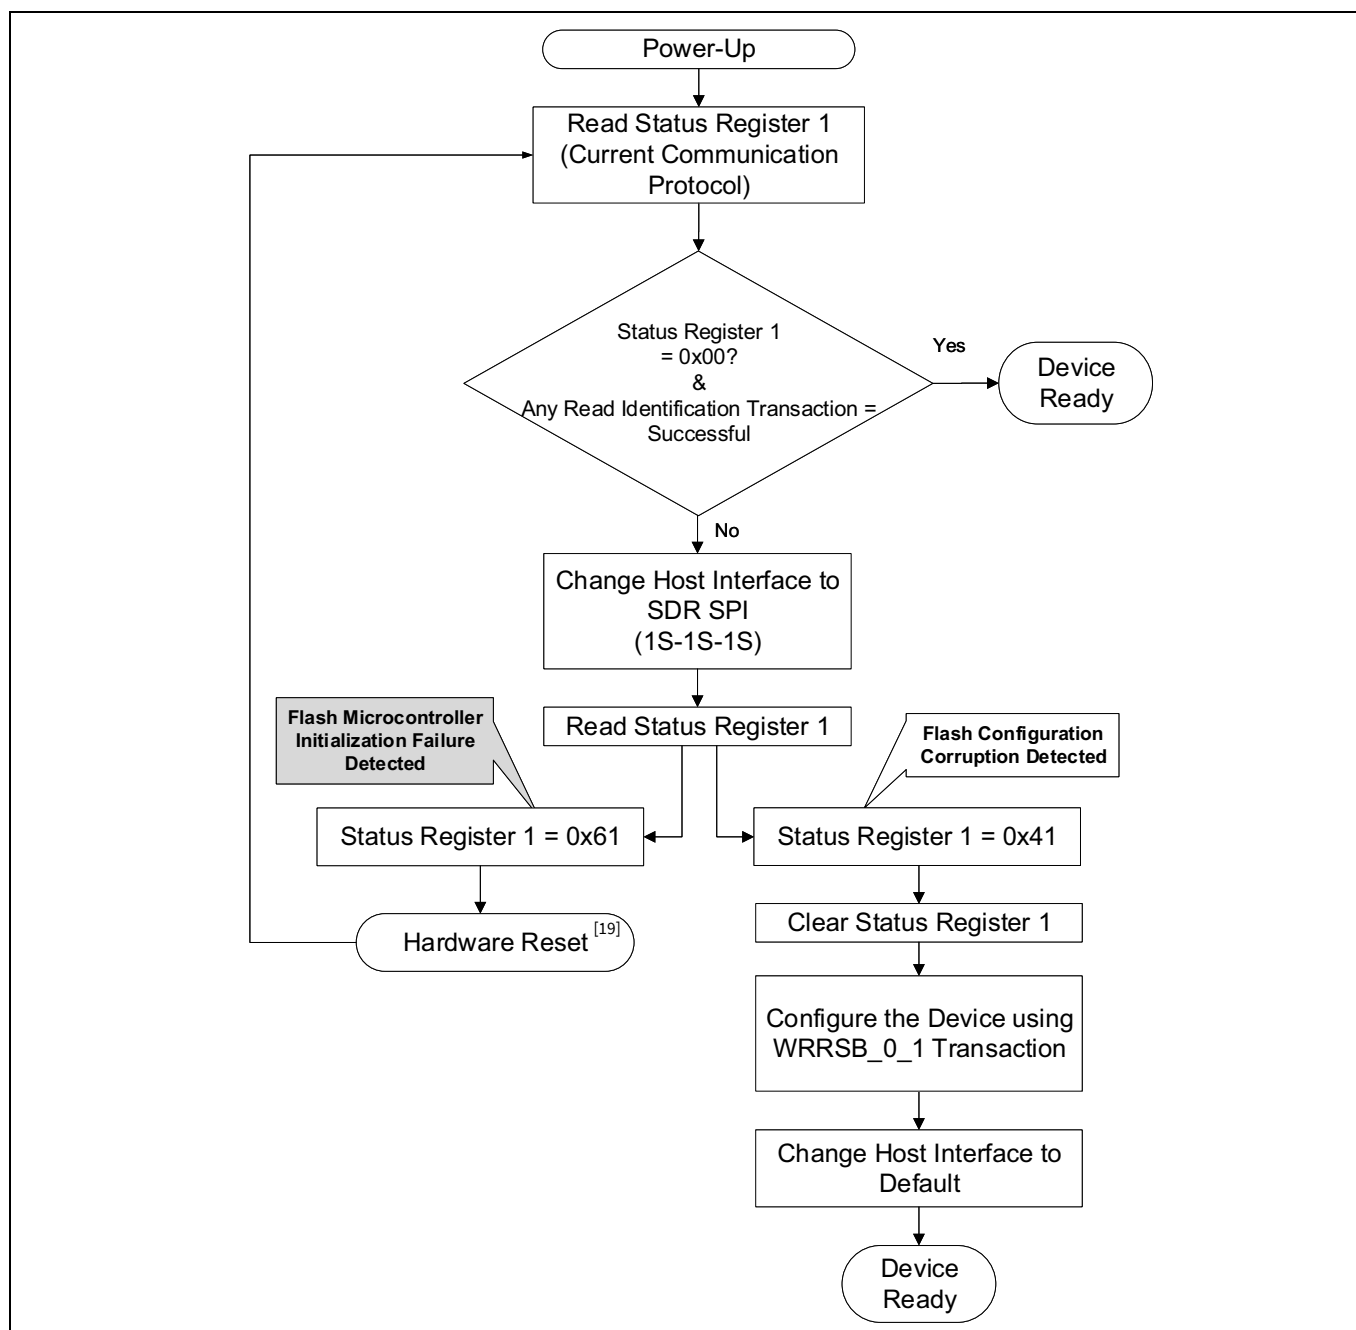 Power-Up
Read Status Register 1
(Current Communication
Protocol)
Status Register 1
= 0x00?
&
Any Read Identification Transaction =
Successful
Yes
Device
Ready
No
Change Host Interface to
SDR SPI
(1S-1S-1S)
Read Status Register 1
Flash Microcontroller
Initialization Failure
Detected
Flash Configuration
Corruption Detected
Status Register 1 = 0x61
Status Register 1 = 0x41
Hardware Reset [19]
Clear Status Register 1
Configure the Device using
WRRSB_0_1 Transaction
Change Host Interface to
Default
Device
Ready